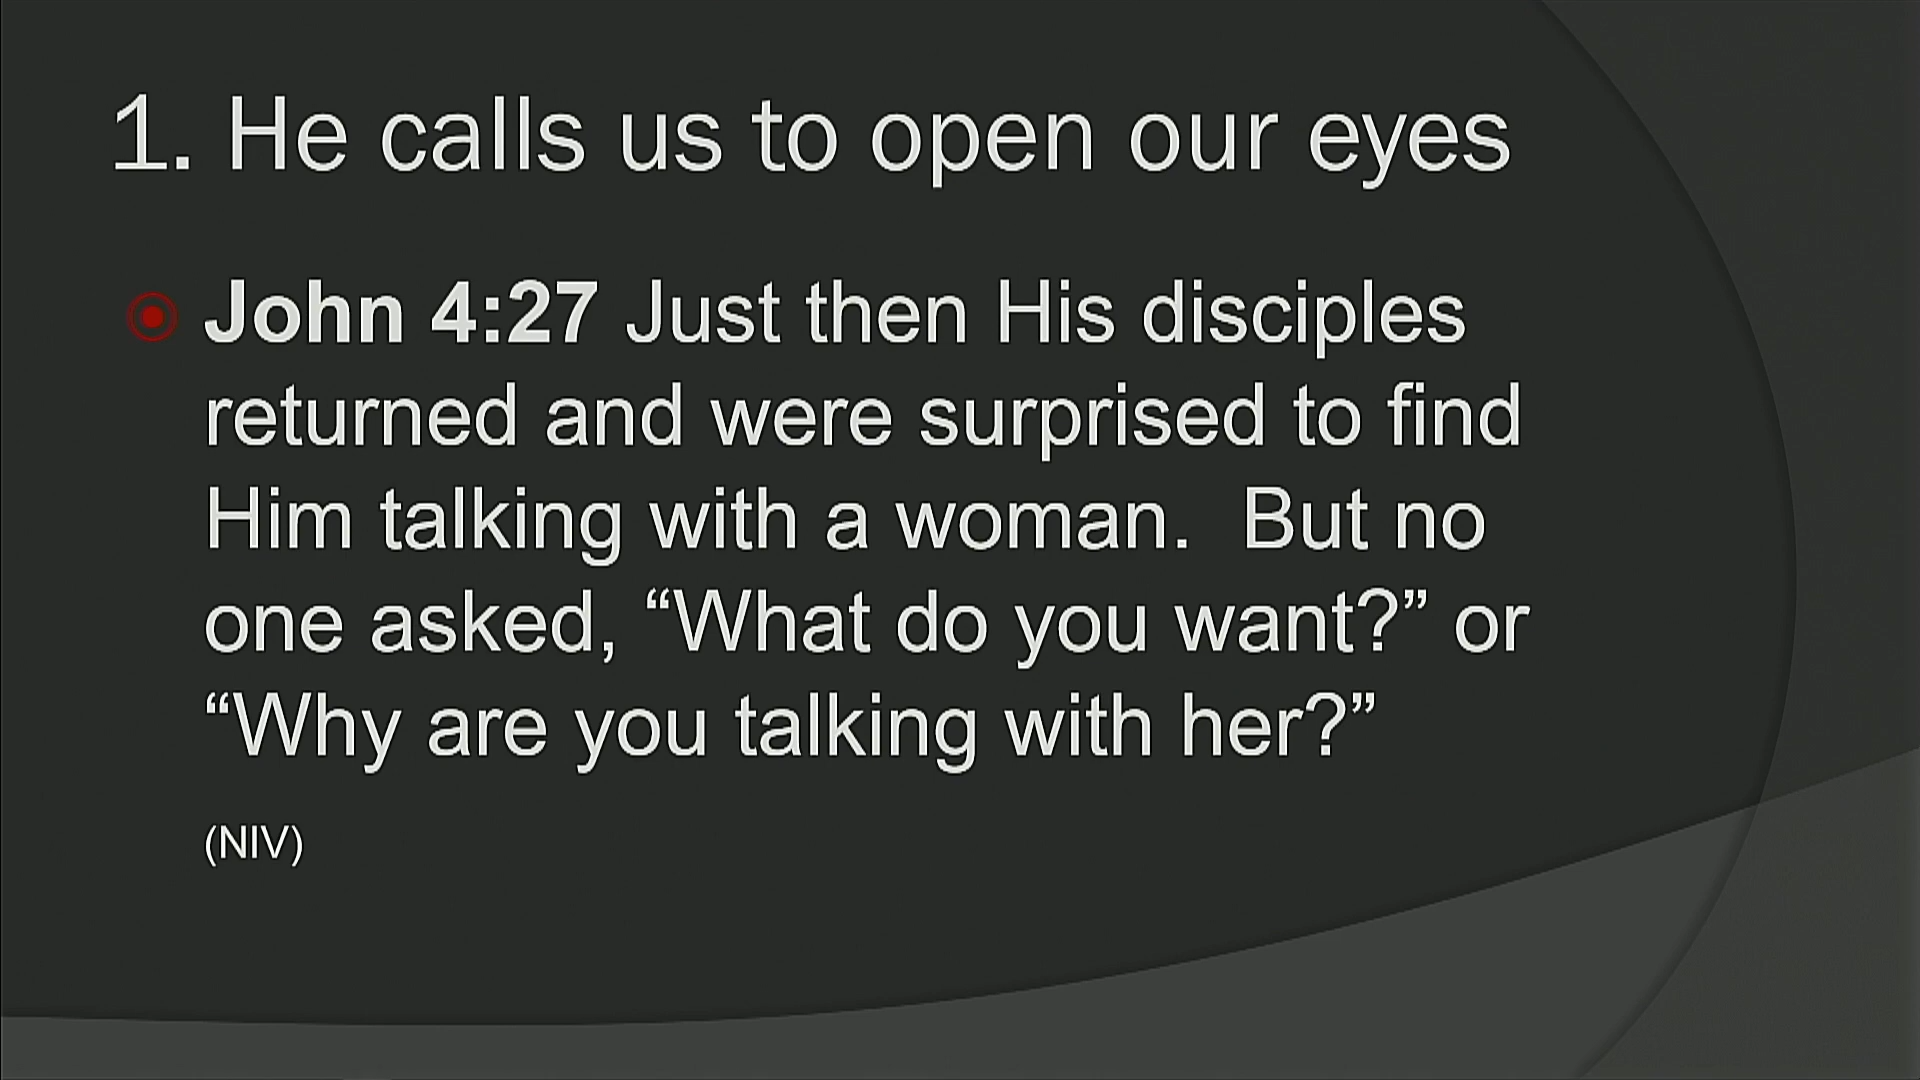 1. He calls us to open our eyes
John 4:27 Just then His disciples
returned and were surprised to find
Him talking with a woman.  But no
one asked, “What do you want?” or
“Why are you talking with her?”
(NIV)